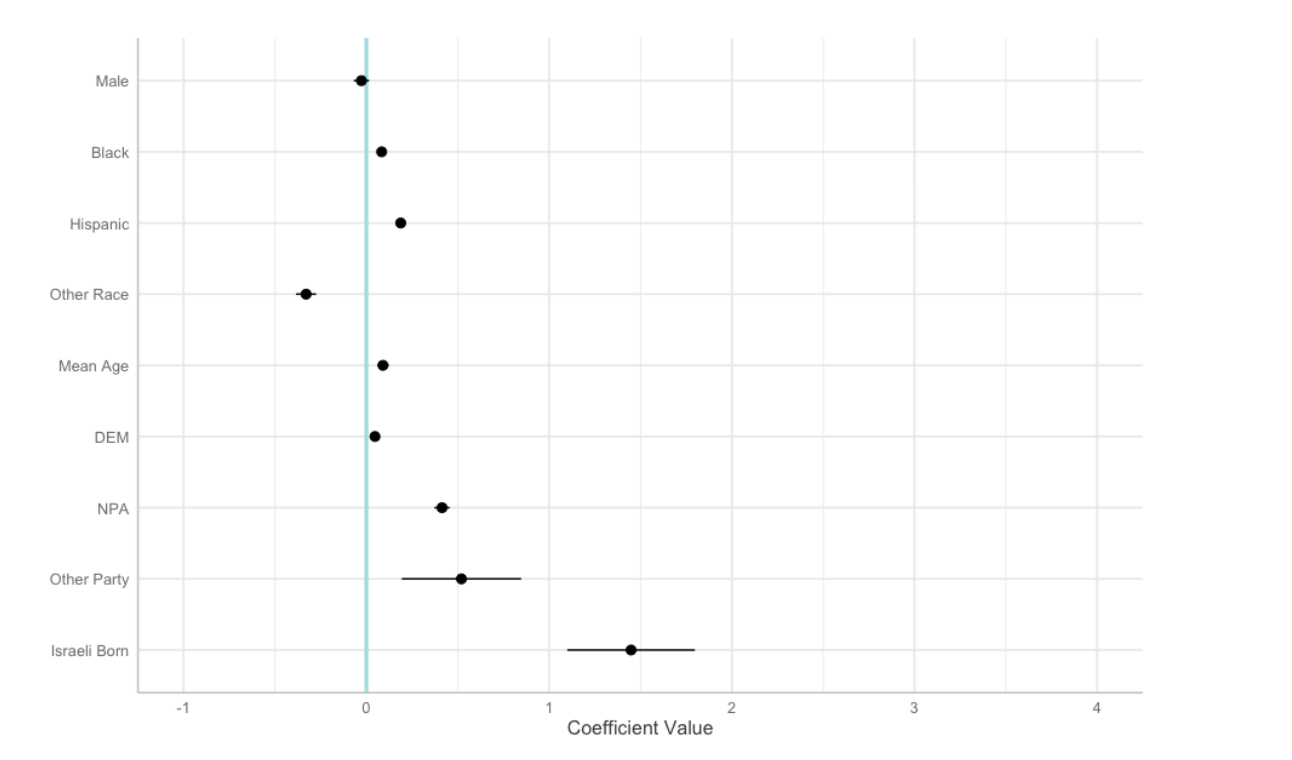 Male
Black
Hispanic
Other Race
Mean Age
DEM
NPA
Other Party
Israeli Born
-1 0 1 2 3 4
Coefficient Value